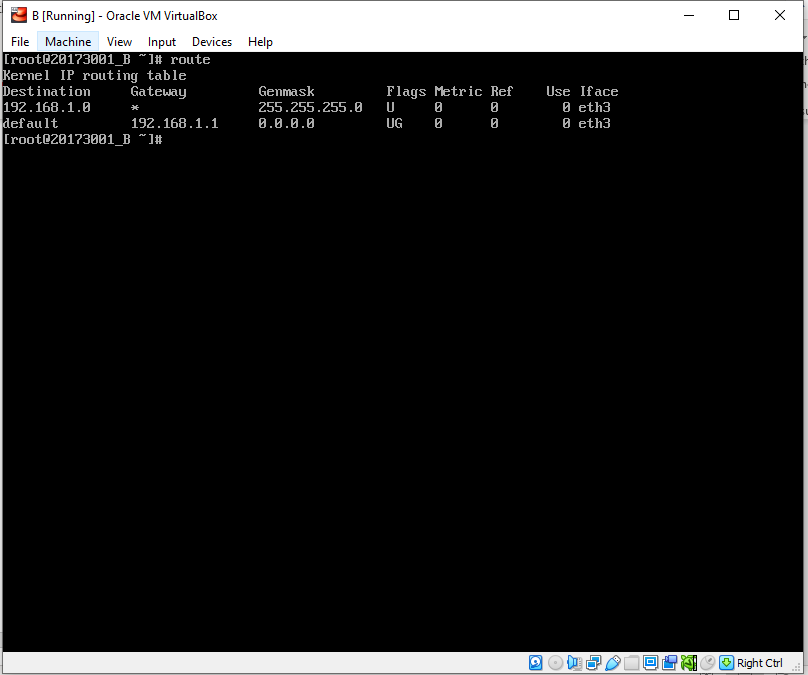 B [Running] - Oracle VM VirtualBox
File Machine View Input Devices Help
[root@20173001_B ~]# route
Kernel IP routing table
Destination Gateway Genmask Flags Metric Ref Use Iface
192.168.1.0 * 255.255.255.0 U 0 0 0 eth3
default 192.168.1.1 0.0.0.0 UG 0 0 0 eth3
[root@20173001_B ~]#
Right Ctrl